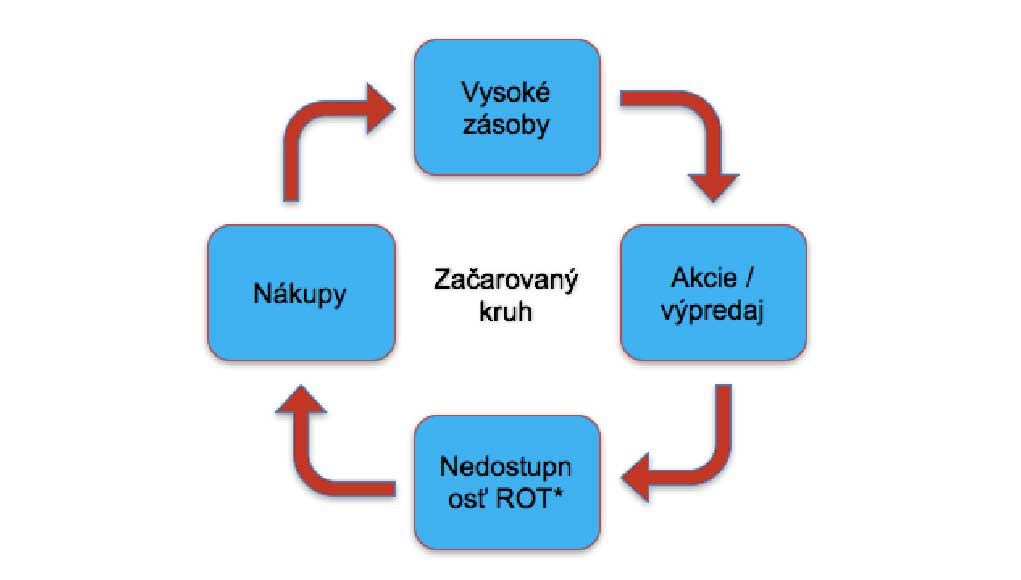 Vysoké
zásoby
Nákupy
Začarovaný
kruh
Akcie /
výpredaj
Nedostupn
osť ROT*